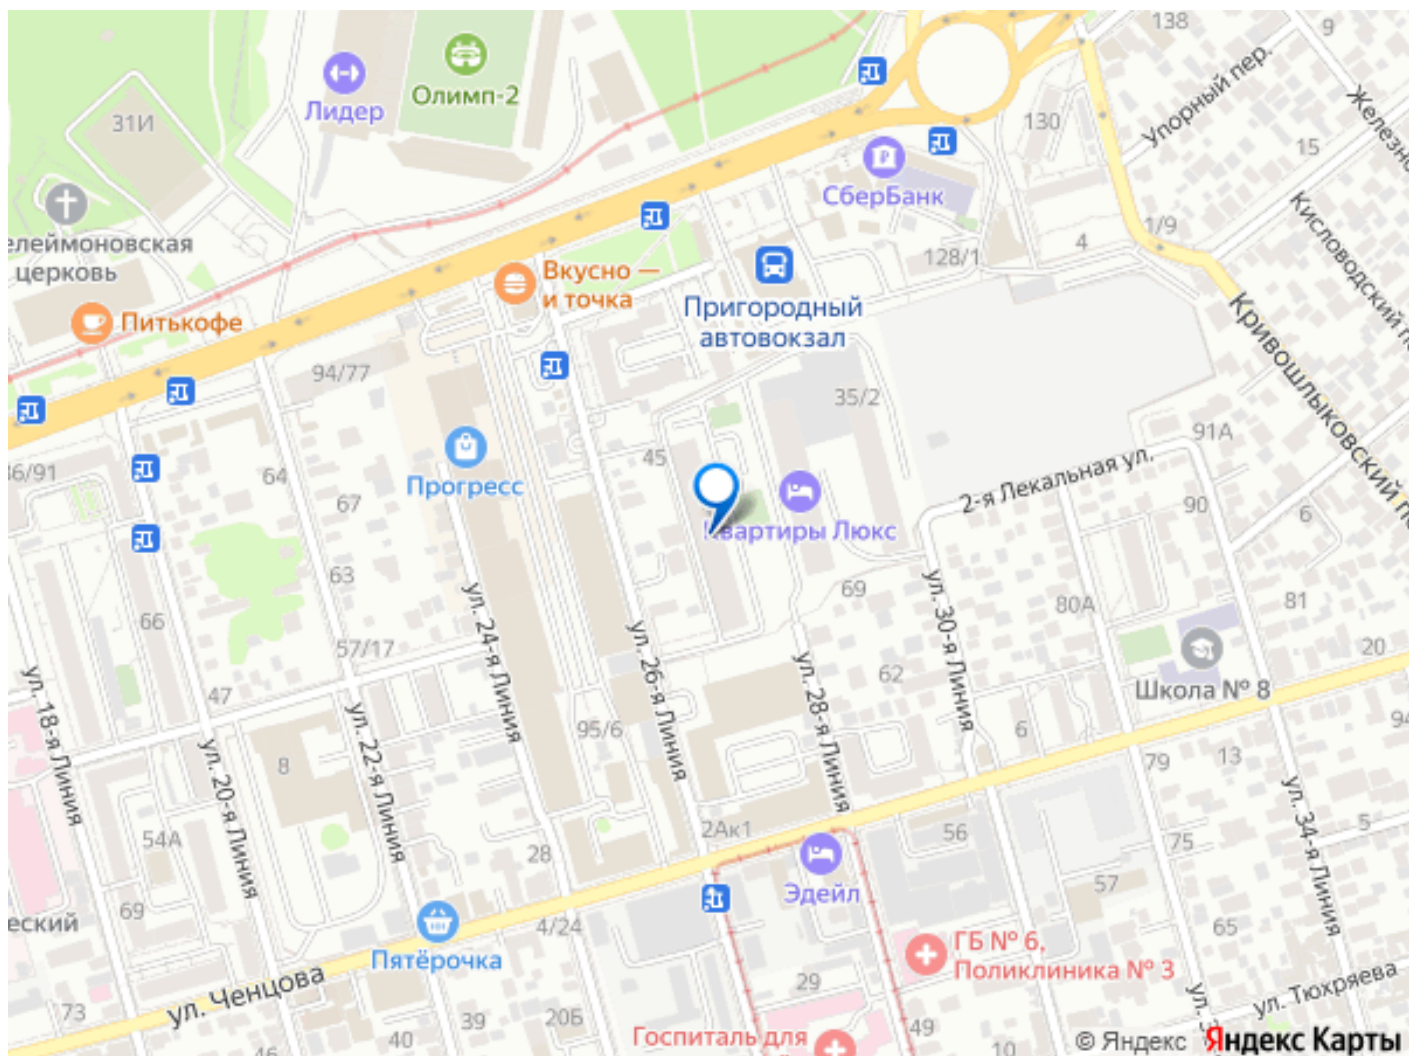 138
9
Упорный пер.
Железно
Лидер
Олимп-2
31И
130
15
СберБанк
Кисловодский п
1/9
4
128/1
елеймоновская
церковь
Вкусно —
и точка
Пригородный
автовокзал
Питькофе
Кривошлыковский п
94/77
35/2
91А
45
2-я Лекальная ул.
64
Прогресс
67
90
6
Квартиры Люкс
63
69
80А
81
66
ул. 24-я Линия
ул. 26-я Линия
ул. 30-я Линия
57/17
62
20
Школа № 8
47
ул. 18-я Линия
ул. 20-я Линия
ул. 22-я Линия
ул. 28-я Линия
95/6
6
94
8
13
79
ул. 34-я Линия
2Ак1
56
75
5
54А
28
Эдейл
57
69
еский
4/24
65
Пятёрочка
ГБ № 6,
Поликлиника № 3
ул. Ченцова
29
ул. Тюхряева
73
40
39
20Б
49
10
46
Госпиталь для
© Яндекс Яндекс Карты